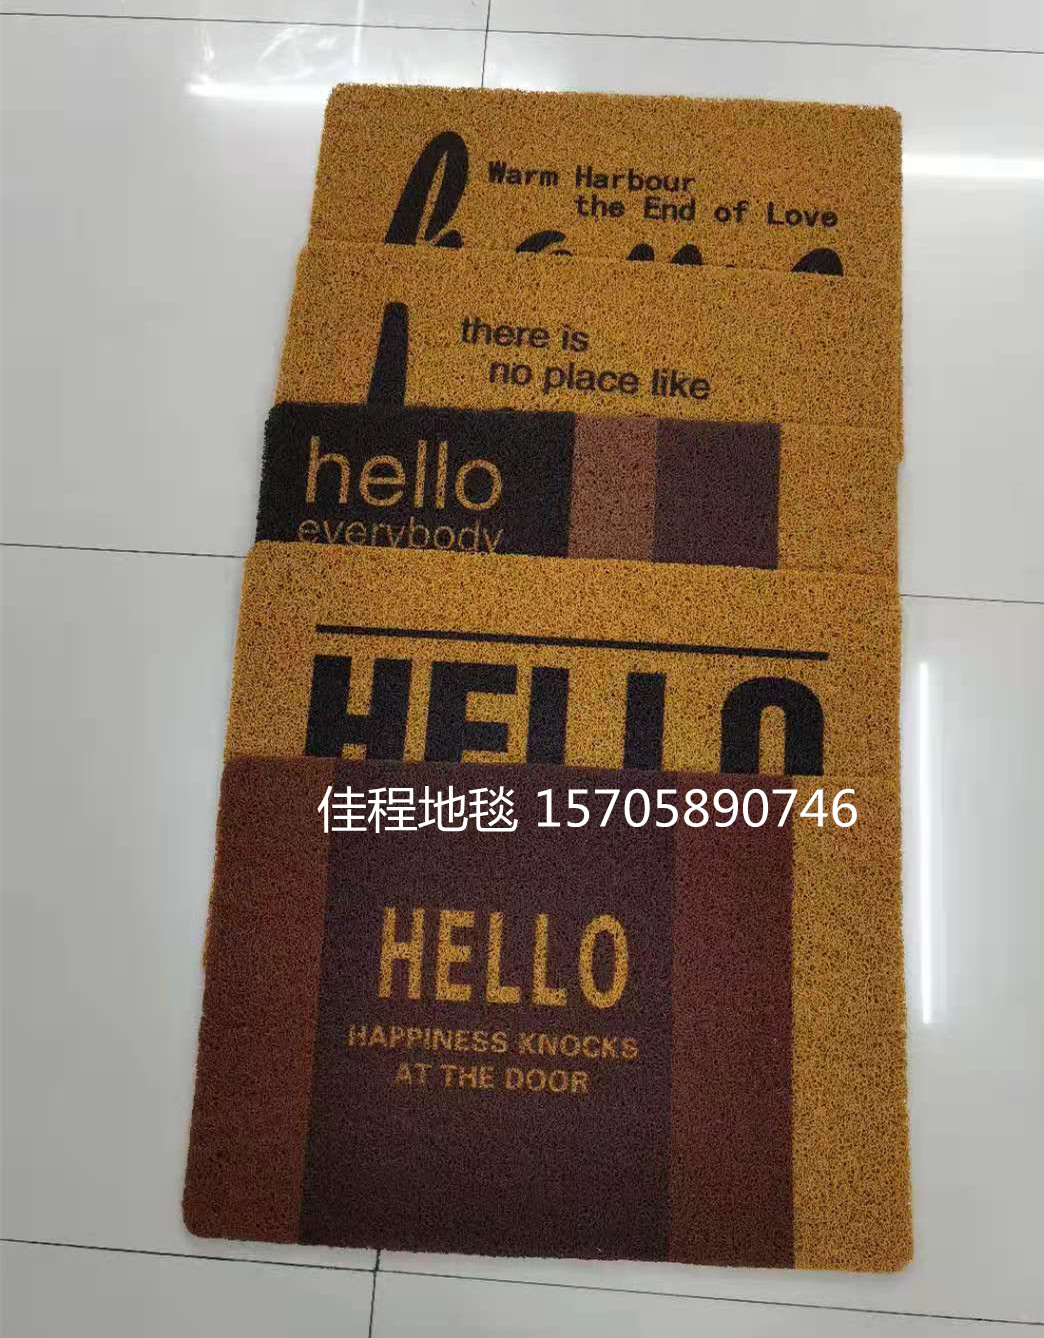 Warm Harbour
the End of Love
there is
no place like
hello
everybody
HELLO
佳程地毯 15705890746
HELLO
HAPPINESS KNOCKS
AT THE DOOR